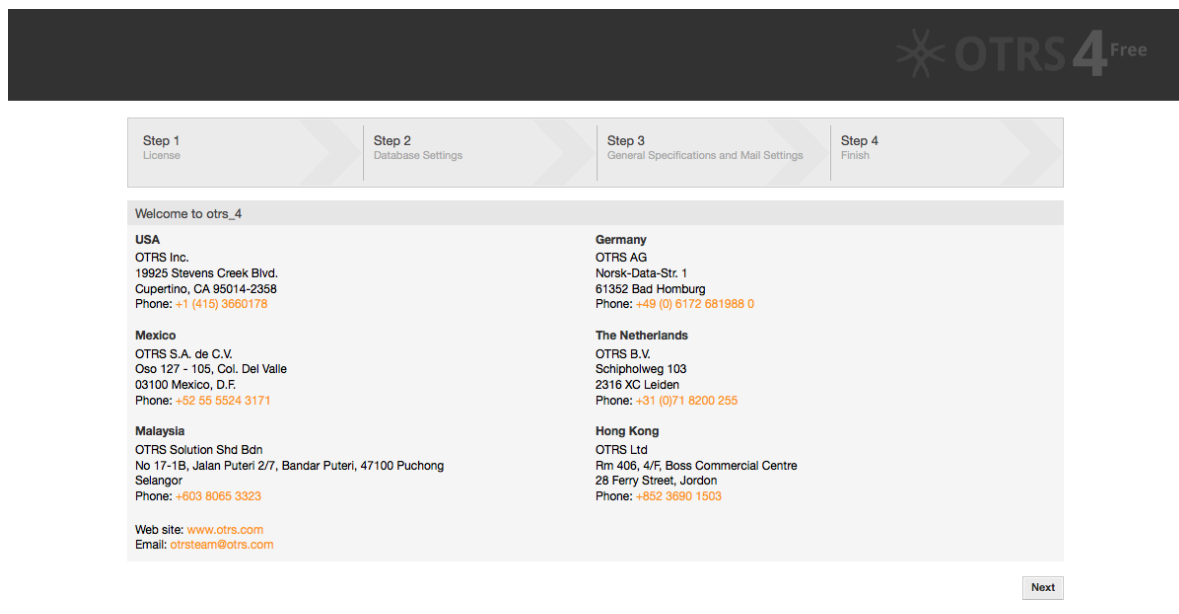 OTRS 4 Free
Step 1
License
Step 2
Database Settings
Step 3
General Specifications and Mail Settings
Step 4
Finish
Welcome to otrs_4
USA
OTRS Inc.
19925 Stevens Creek Blvd.
Cupertino, CA 95014-2358
Phone: +1 (415) 3660178
Germany
OTRS AG
Norsk-Data-Str. 1
61352 Bad Homburg
Phone: +49 (0) 6172 681988 0
Mexico
OTRS S.A. de C.V.
Oso 127 - 105, Col. Del Valle
03100 Mexico, D.F.
Phone: +52 55 5524 3171
The Netherlands
OTRS B.V.
Schipholweg 103
2316 XC Leiden
Phone: +31 (0)71 8200 255
Malaysia
OTRS Solution Shd Bdn
No 17-1B, Jalan Puteri 2/7, Bandar Puteri, 47100 Puchong
Selangor
Phone: +603 8065 3323
Hong Kong
OTRS Ltd
Rm 406, 4/F, Boss Commercial Centre
28 Ferry Street, Jordon
Phone: +852 3690 1503
Web site: www.otrs.com
Email: otrsteam@otrs.com
Next